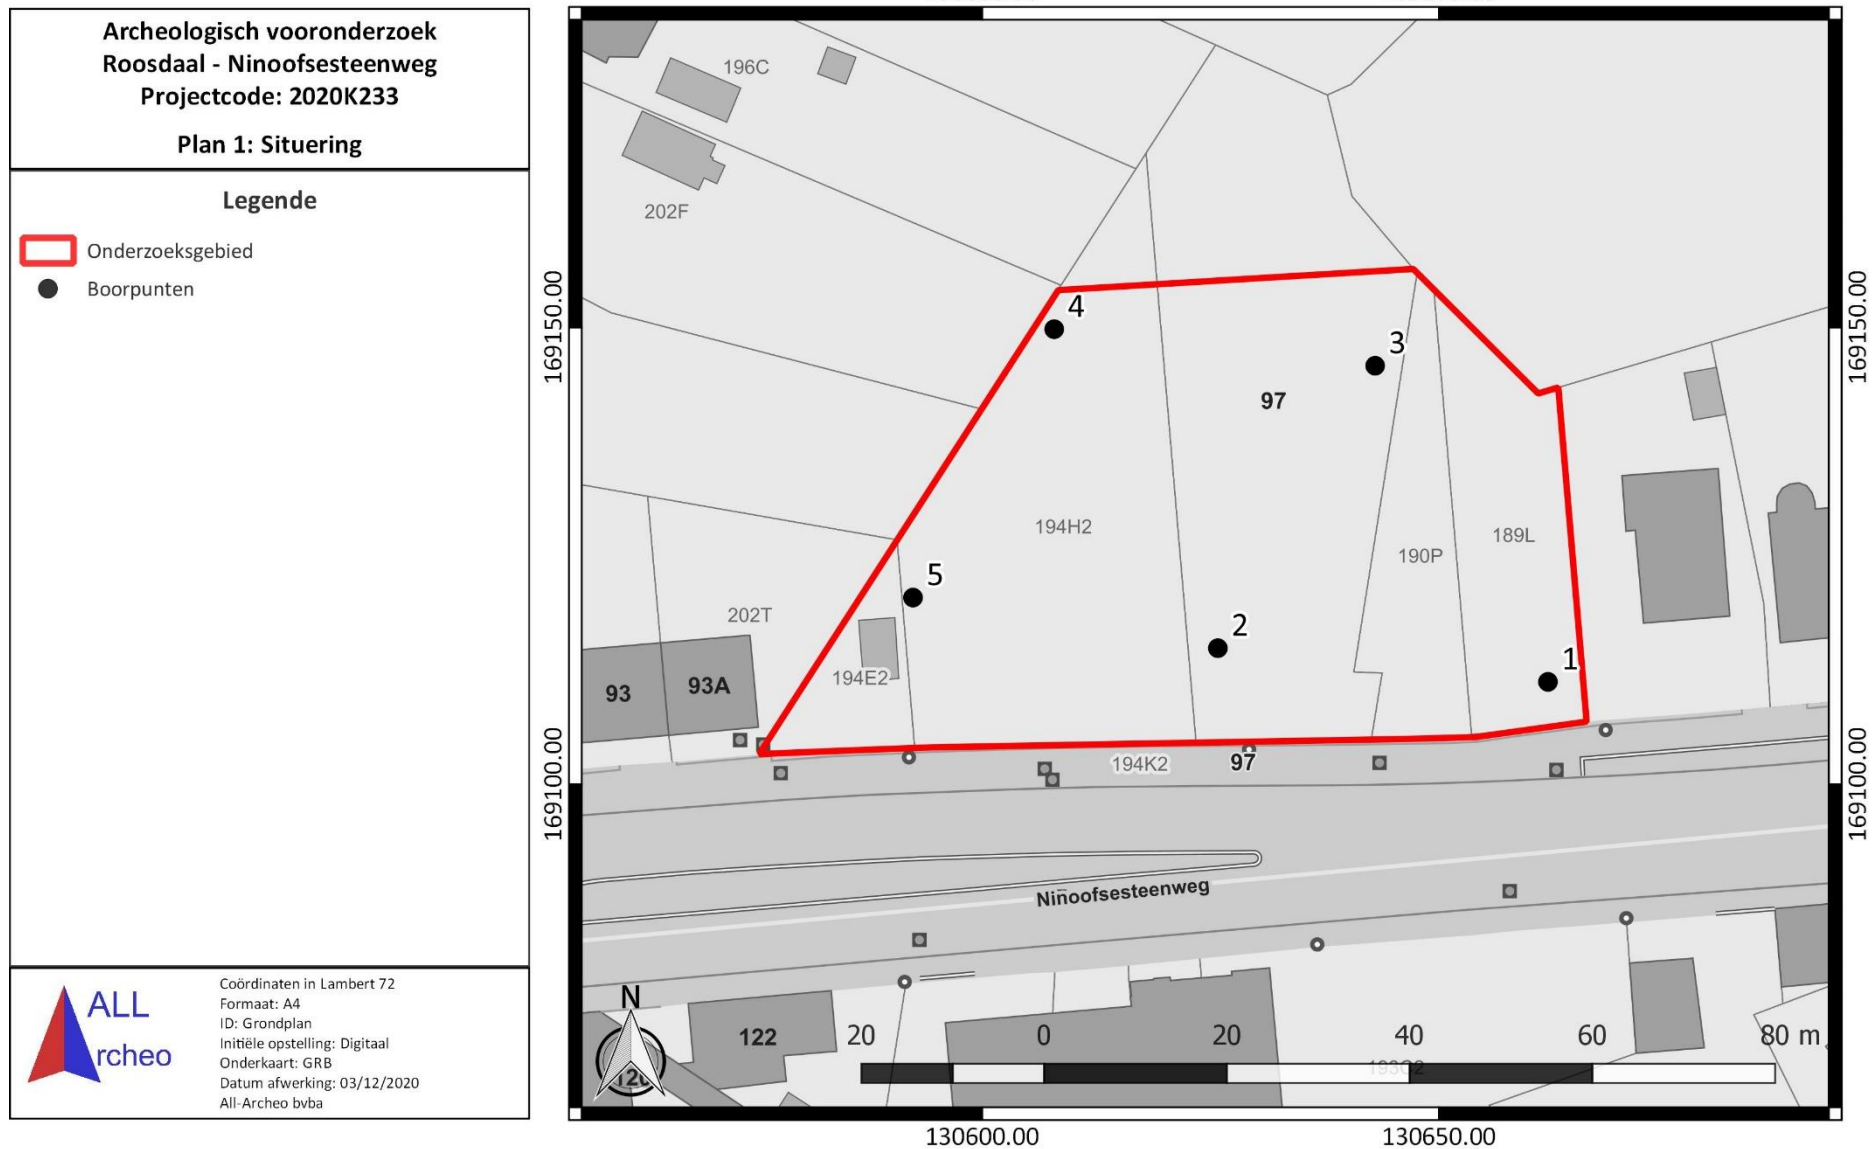 Archeologisch vooronderzoek
Roosdaal - Ninoofsesteenweg
Projectcode: 2020K233
Plan 1: Situering
Legende
Onderzoeksgebied
Boorpunten
ALL
rcheo
Coördinaten in Lambert 72
Formaat: A4
ID: Grondplan
Initiële opstelling: Digitaal
Onderkaart: GRB
Datum afwerking: 03/12/2020
All-Archeo bvba
196C
202F
169150.00
169150.00
4
3
97
194H2
189L
190P
5
202T
2
1
194E2
93
93A
194K2
97
169100.00
169100.00
Ninoofsesteenweg
N
122
20 0 20 40 60 80 m
130600.00
130650.00